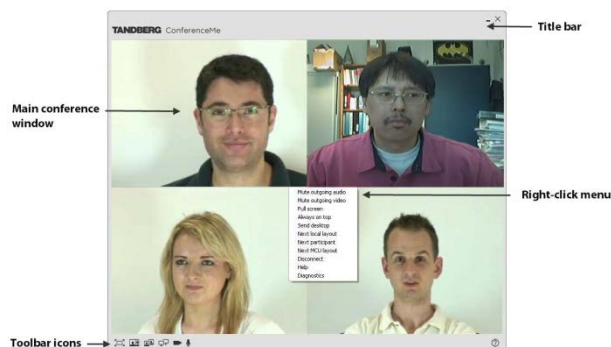 TANDBERG ConferenceMe
Title bar
Main conference
window
Mute outgoing audio
Mute outgoing video
Full screen
Always on top
Send desktop
Next local layout
Next participant
Next MCU layout
Disconnect
Help
Diagnostics
Right-click menu
Toolbar icons